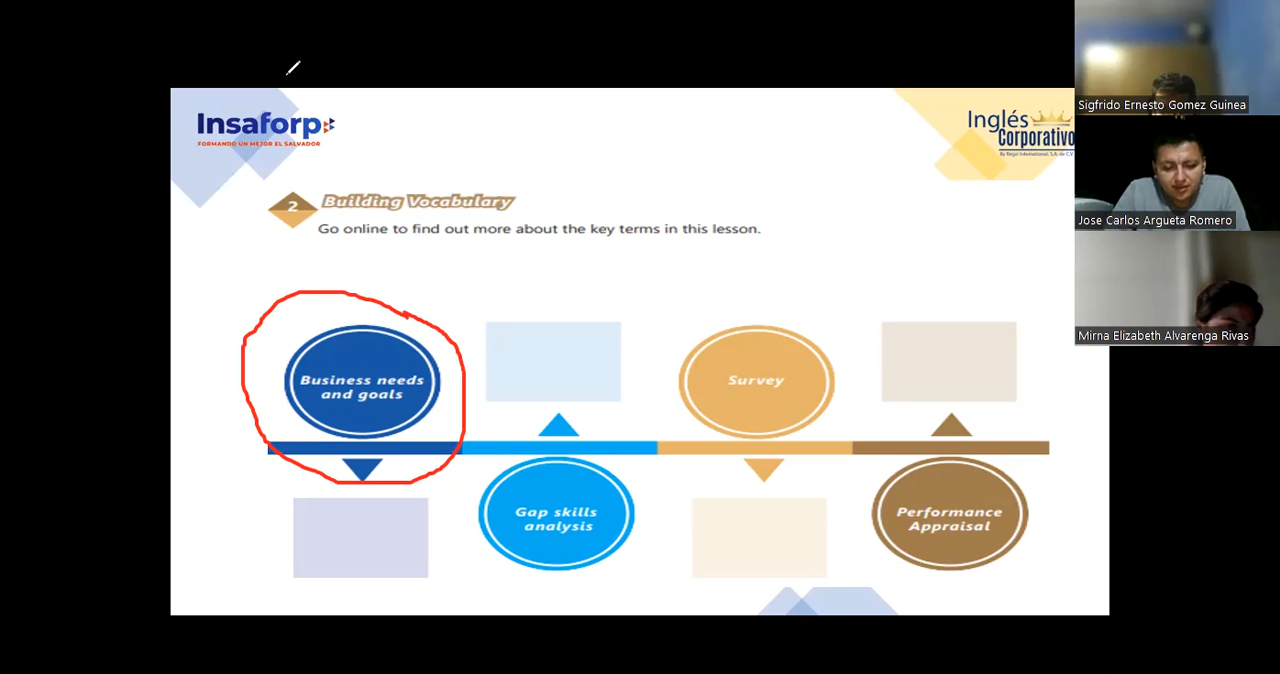 Insaforp
FORMANDO UN MEJOR EL SALVADOR
Inglés
Corporativo
By Regal International, S.A. de C.V.
2
Building Vocabulary
Go online to find out more about the key terms in this lesson.
Business needs
and goals
Survey
Gap skills
analysis
Performance
Appraisal
Sigfrido Ernesto Gomez Guinea
Jose Carlos Argueta Romero
Mirna Elizabeth Alvarenga Rivas